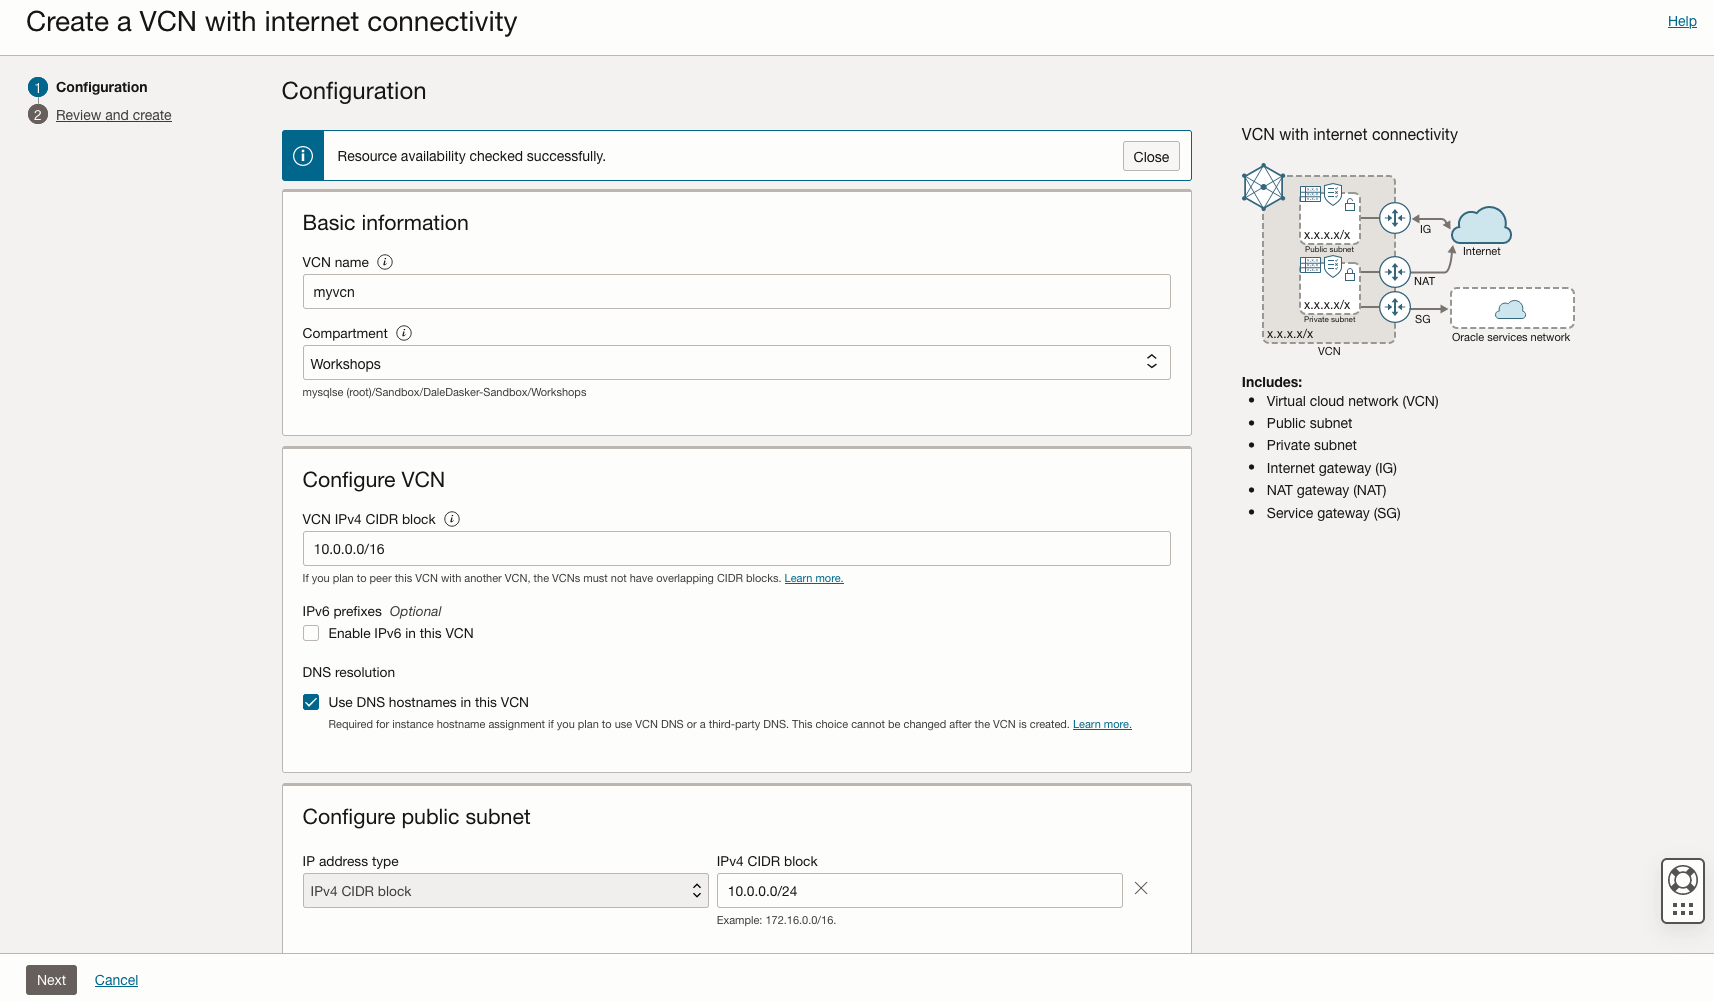 Create a VCN with internet connectivity
Help
1 Configuration
2 Review and create
Configuration
Resource availability checked successfully.
Close
Basic information
VCN name
myvcn
Compartment
Workshops
mysqlse (root)/Sandbox/DaleDasker-Sandbox/Workshops
Configure VCN
VCN IPv4 CIDR block
10.0.0.0/16
If you plan to peer this VCN with another VCN, the VCNs must not have overlapping CIDR blocks. Learn more.
IPv6 prefixes Optional
Enable IPv6 in this VCN
DNS resolution
Use DNS hostnames in this VCN
Required for instance hostname assignment if you plan to use VCN DNS or a third-party DNS. This choice cannot be changed after the VCN is created. Learn more.
Configure public subnet
IP address type
IPv4 CIDR block
IPv4 CIDR block
10.0.0.0/24
Example: 172.16.0.0/16.
VCN with internet connectivity
x.x.x.x/x
Public subnet
IG
Internet
NAT
x.x.x.x/x
Private subnet
SG
x.x.x.x/x
VCN
Oracle services network
Includes:
• Virtual cloud network (VCN)
• Public subnet
• Private subnet
• Internet gateway (IG)
• NAT gateway (NAT)
• Service gateway (SG)
Next
Cancel